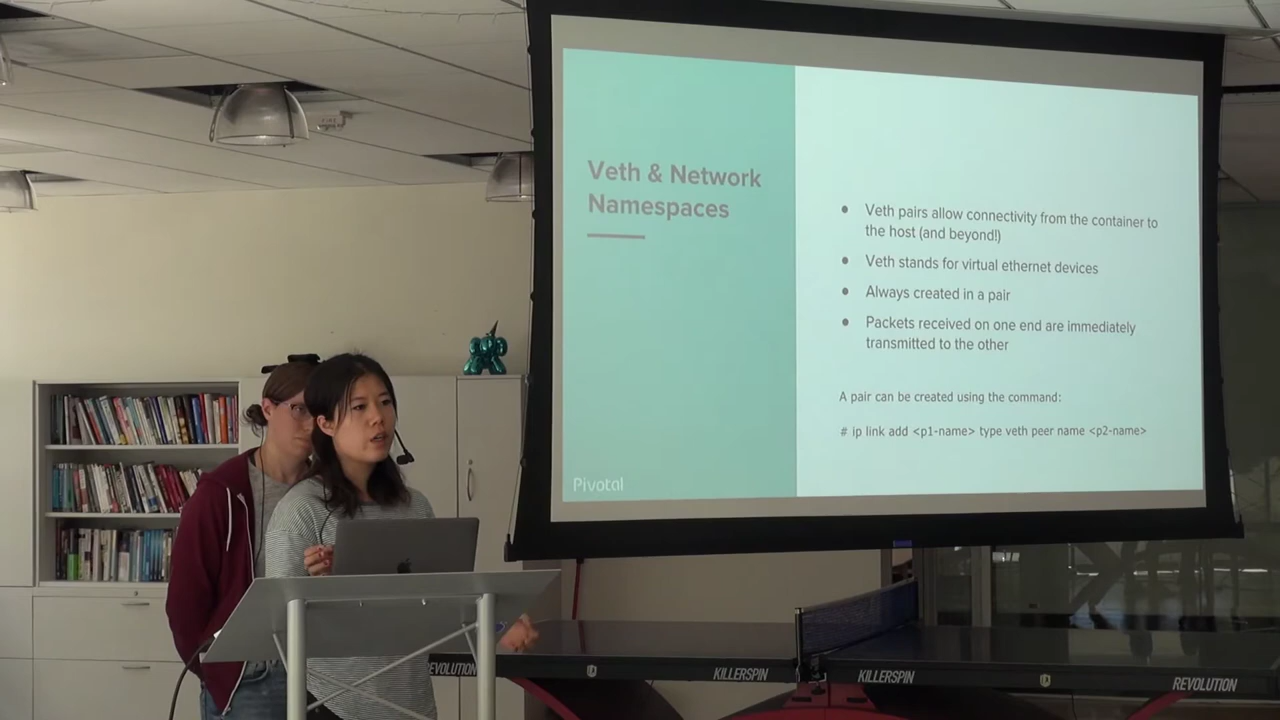 Veth & Network
Namespaces
● Veth pairs allow connectivity from the container to
the host (and beyond!)
● Veth stands for virtual ethernet devices
● Always created in a pair
● Packets received on one end are immediately
transmitted to the other
A pair can be created using the command:
# ip link add <p1-name> type veth peer name <p2-name>
Pivotal
REVOLUTION
KILLERSPIN
KILLERSPIN
REVOLUTION